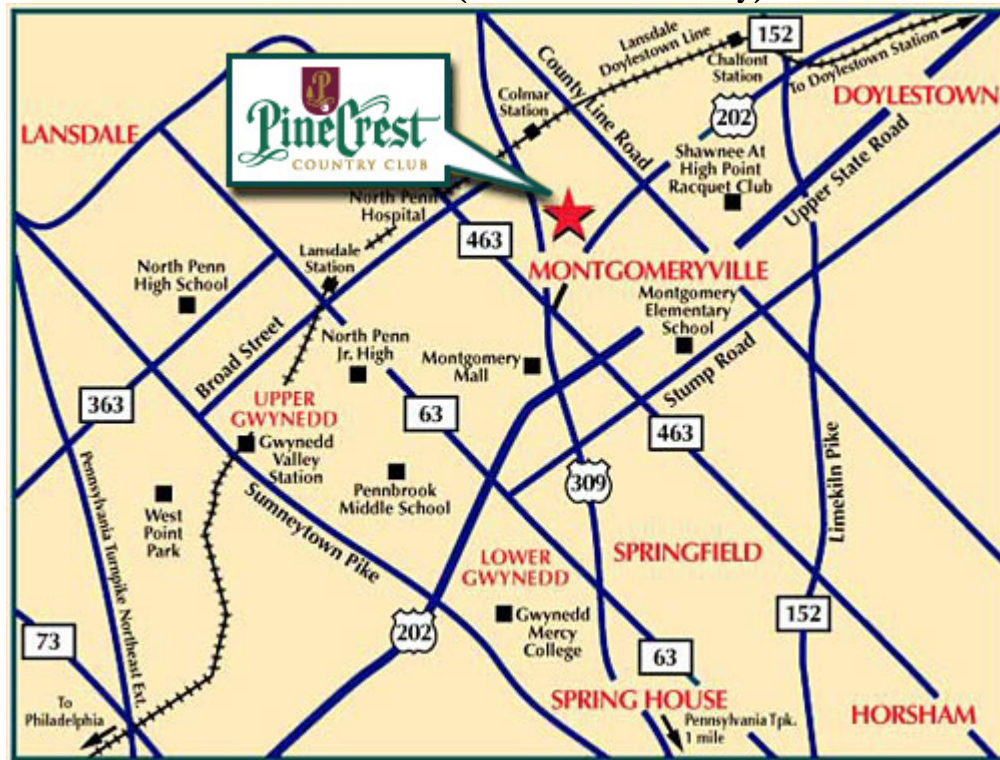 152
Lansdale
Doylestown Line
Chalfont
Station
To Doylestown Station
County Line Road
DOYLESTOWN
202
Colmar
Station
LANSDALE
P
PineCrest
COUNTRY CLUB
Shawnee At
High Point
Racquet Club
Upper State Road
North Penn
Hospital
463
Lansdale
Station
MONTGOMERYVILLE
North Penn
High School
Montgomery
Elementary
School
Broad Street
North Penn
Jr. High
Montgomery
Mall
Stump Road
363
UPPER
GWYNEDD
63
463
Gwynedd
Valley
Station
Limekiln Pike
Pennsylvania Turnpike Northeast Ext.
West
Point
Park
Sumneytown Pike
Pennbrook
Middle School
309
LOWER
GWYNEDD
SPRINGFIELD
202
Gwynedd
Mercy
College
152
73
63
To
Philadelphia
SPRING HOUSE
Pennsylvania Tpk.
1 mile
HORSHAM